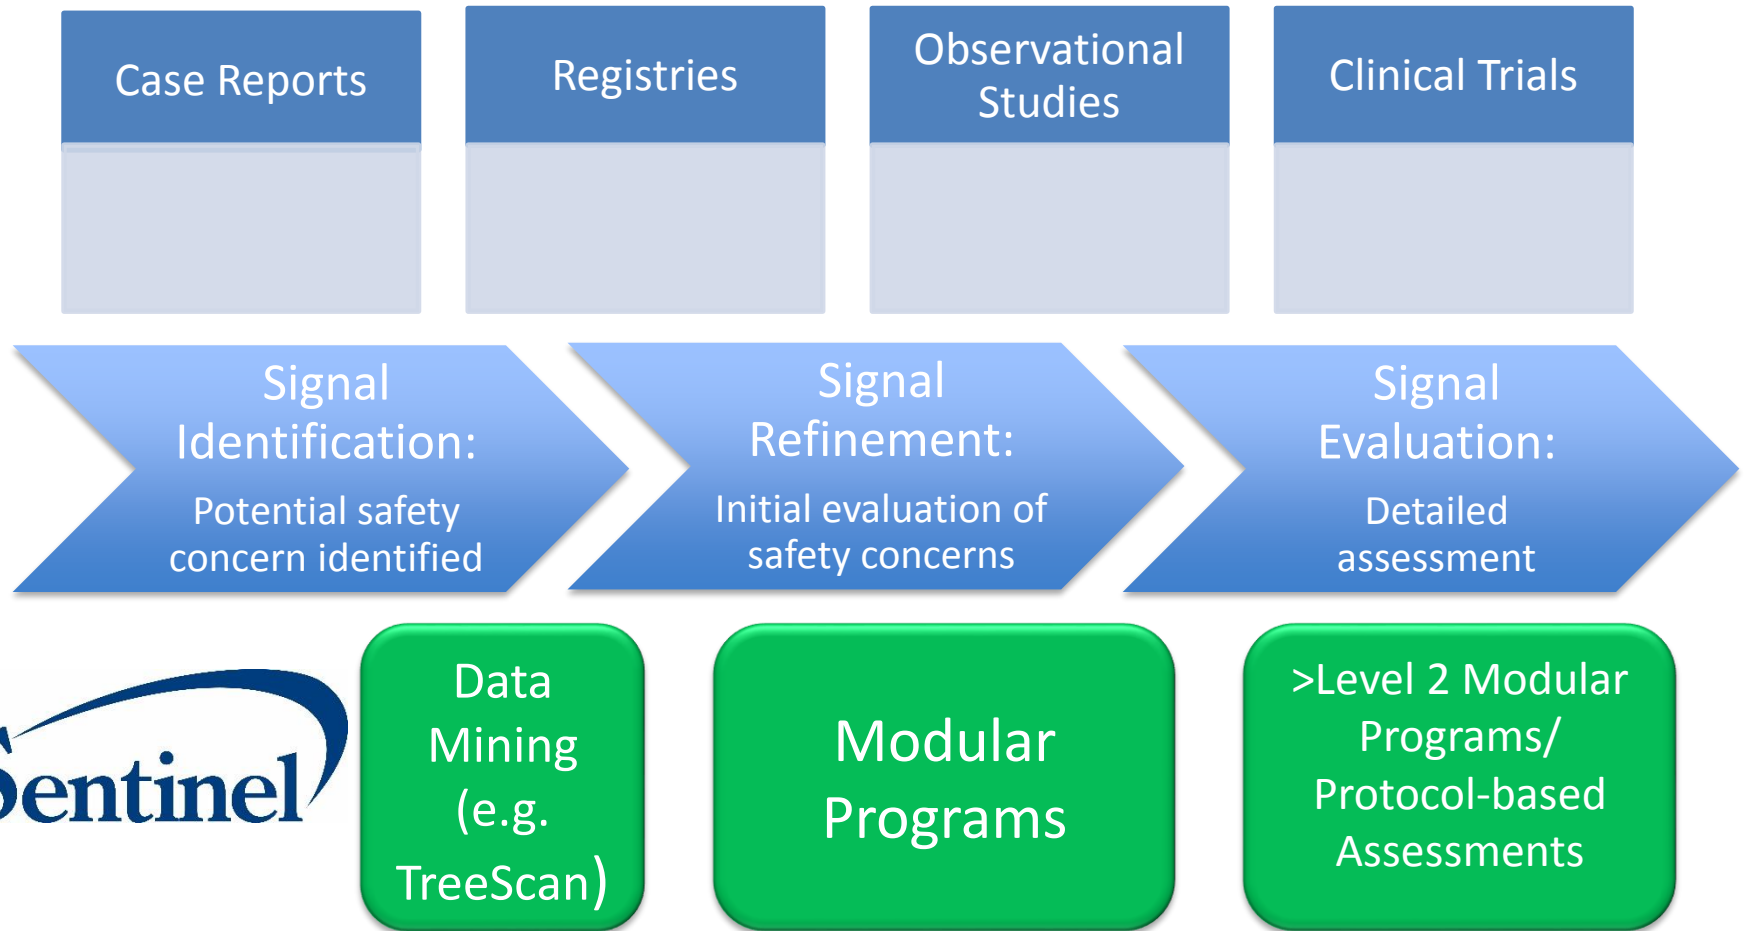 Case Reports
Registries
Observational
Studies
Clinical Trials
Signal
Identification:
Potential safety
concern identified
Signal
Refinement:
Initial evaluation of
safety concerns
Signal
Evaluation:
Detailed
assessment
Sentinel
Data
Mining
(e.g.
TreeScan)
Modular
Programs
>Level 2 Modular
Programs/
Protocol-based
Assessments